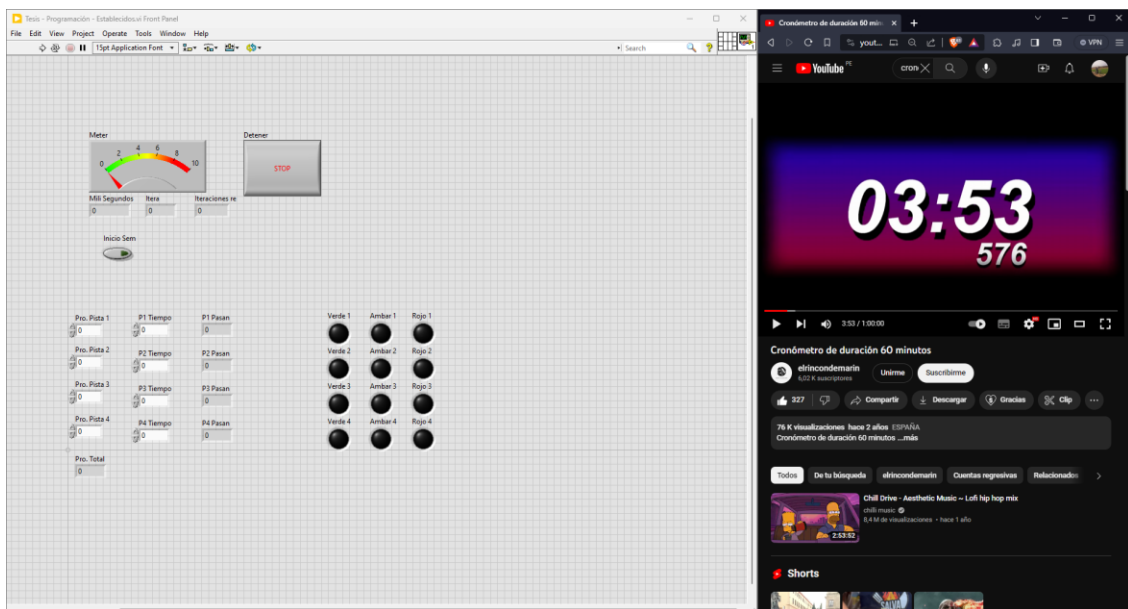 Tesis - Programación - Establecidos.vi Front Panel
File Edit View Project Operate Tools Window Help
15pt Application Font
Search
Meter
0 2 4 6 8 10
Detener
STOP
Mili Segundos Itera Iteraciones re
0 0 0
Inicio Sem
Pro. Pista 1 P1 Tiempo P1 Pasan Verde 1 Ambar 1 Rojo 1
0 0 0
Pro. Pista 2 P2 Tiempo P2 Pasan Verde 2 Ambar 2 Rojo 2
0 0 0
Pro. Pista 3 P3 Tiempo P3 Pasan Verde 3 Ambar 3 Rojo 3
0 0 0
Pro. Pista 4 P4 Tiempo P4 Pasan Verde 4 Ambar 4 Rojo 4
0 0 0
Pro. Total
0
Cronómetro de duración 60 min
yout...
VPN
YouTube PE
cron
03:53
576
3:53 / 1:00:00
Cronómetro de duración 60 minutos
elrincondemarin
6,02 K suscriptores
Unirme
Suscribirme
327 Compartir Descargar Gracias Clip ...
76 K visualizaciones hace 2 años ESPAÑA
Cronómetro de duración 60 minutos ...más
Todos De tu búsqueda elrincondemarin Cuentas regresivas Relacionados
Chill Drive - Aesthetic Music ~ Lofi hip hop mix
chilli music
8,4 M de visualizaciones • hace 1 año
2:53:52
Shorts
SALVA